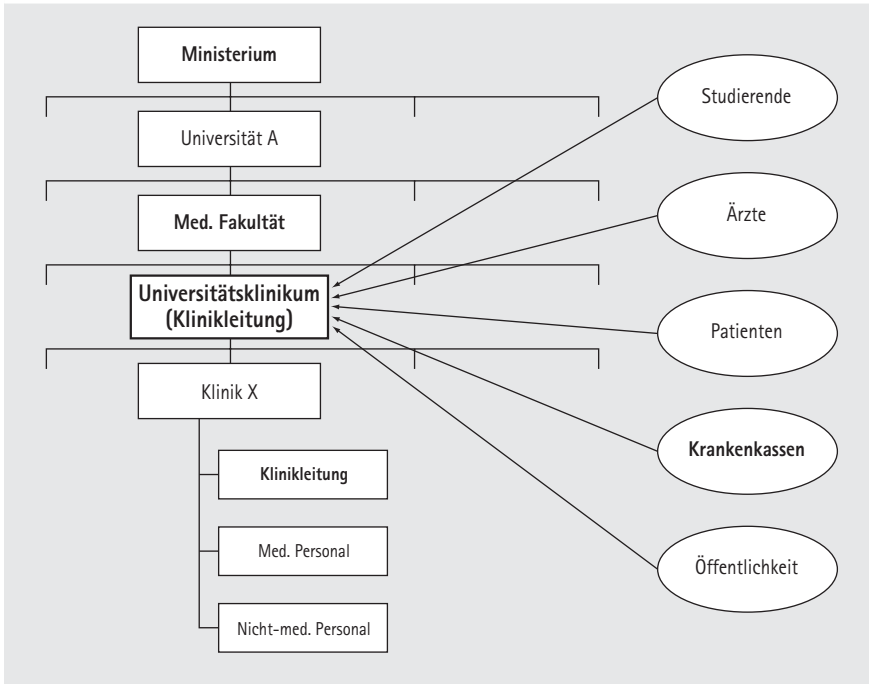 Ministerium
Universität A
Med. Fakultät
Universitätsklinikum
(Klinikleitung)
Klinik X
Klinikleitung
Med. Personal
Nicht-med. Personal
Studierende
Ärzte
Patienten
Krankenkassen
Öffentlichkeit